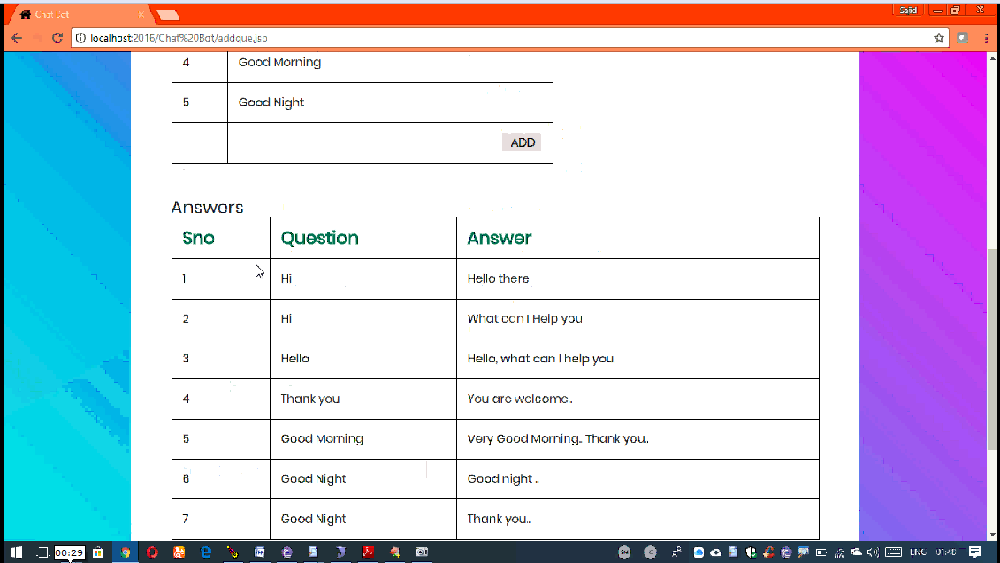 Chat Bot
Sajid
localhost:2016/Chat%20Bot/addque.jsp
4 Good Morning
5 Good Night
ADD
Answers
Sno Question Answer
1 Hi Hello there
2 Hi What can I Help you
3 Hello Hello, what can I help you.
4 Thank you You are welcome..
5 Good Morning Very Good Morning.. Thank you..
6 Good Night Good night ..
7 Good Night Thank you..
00:29 ENG 01:48